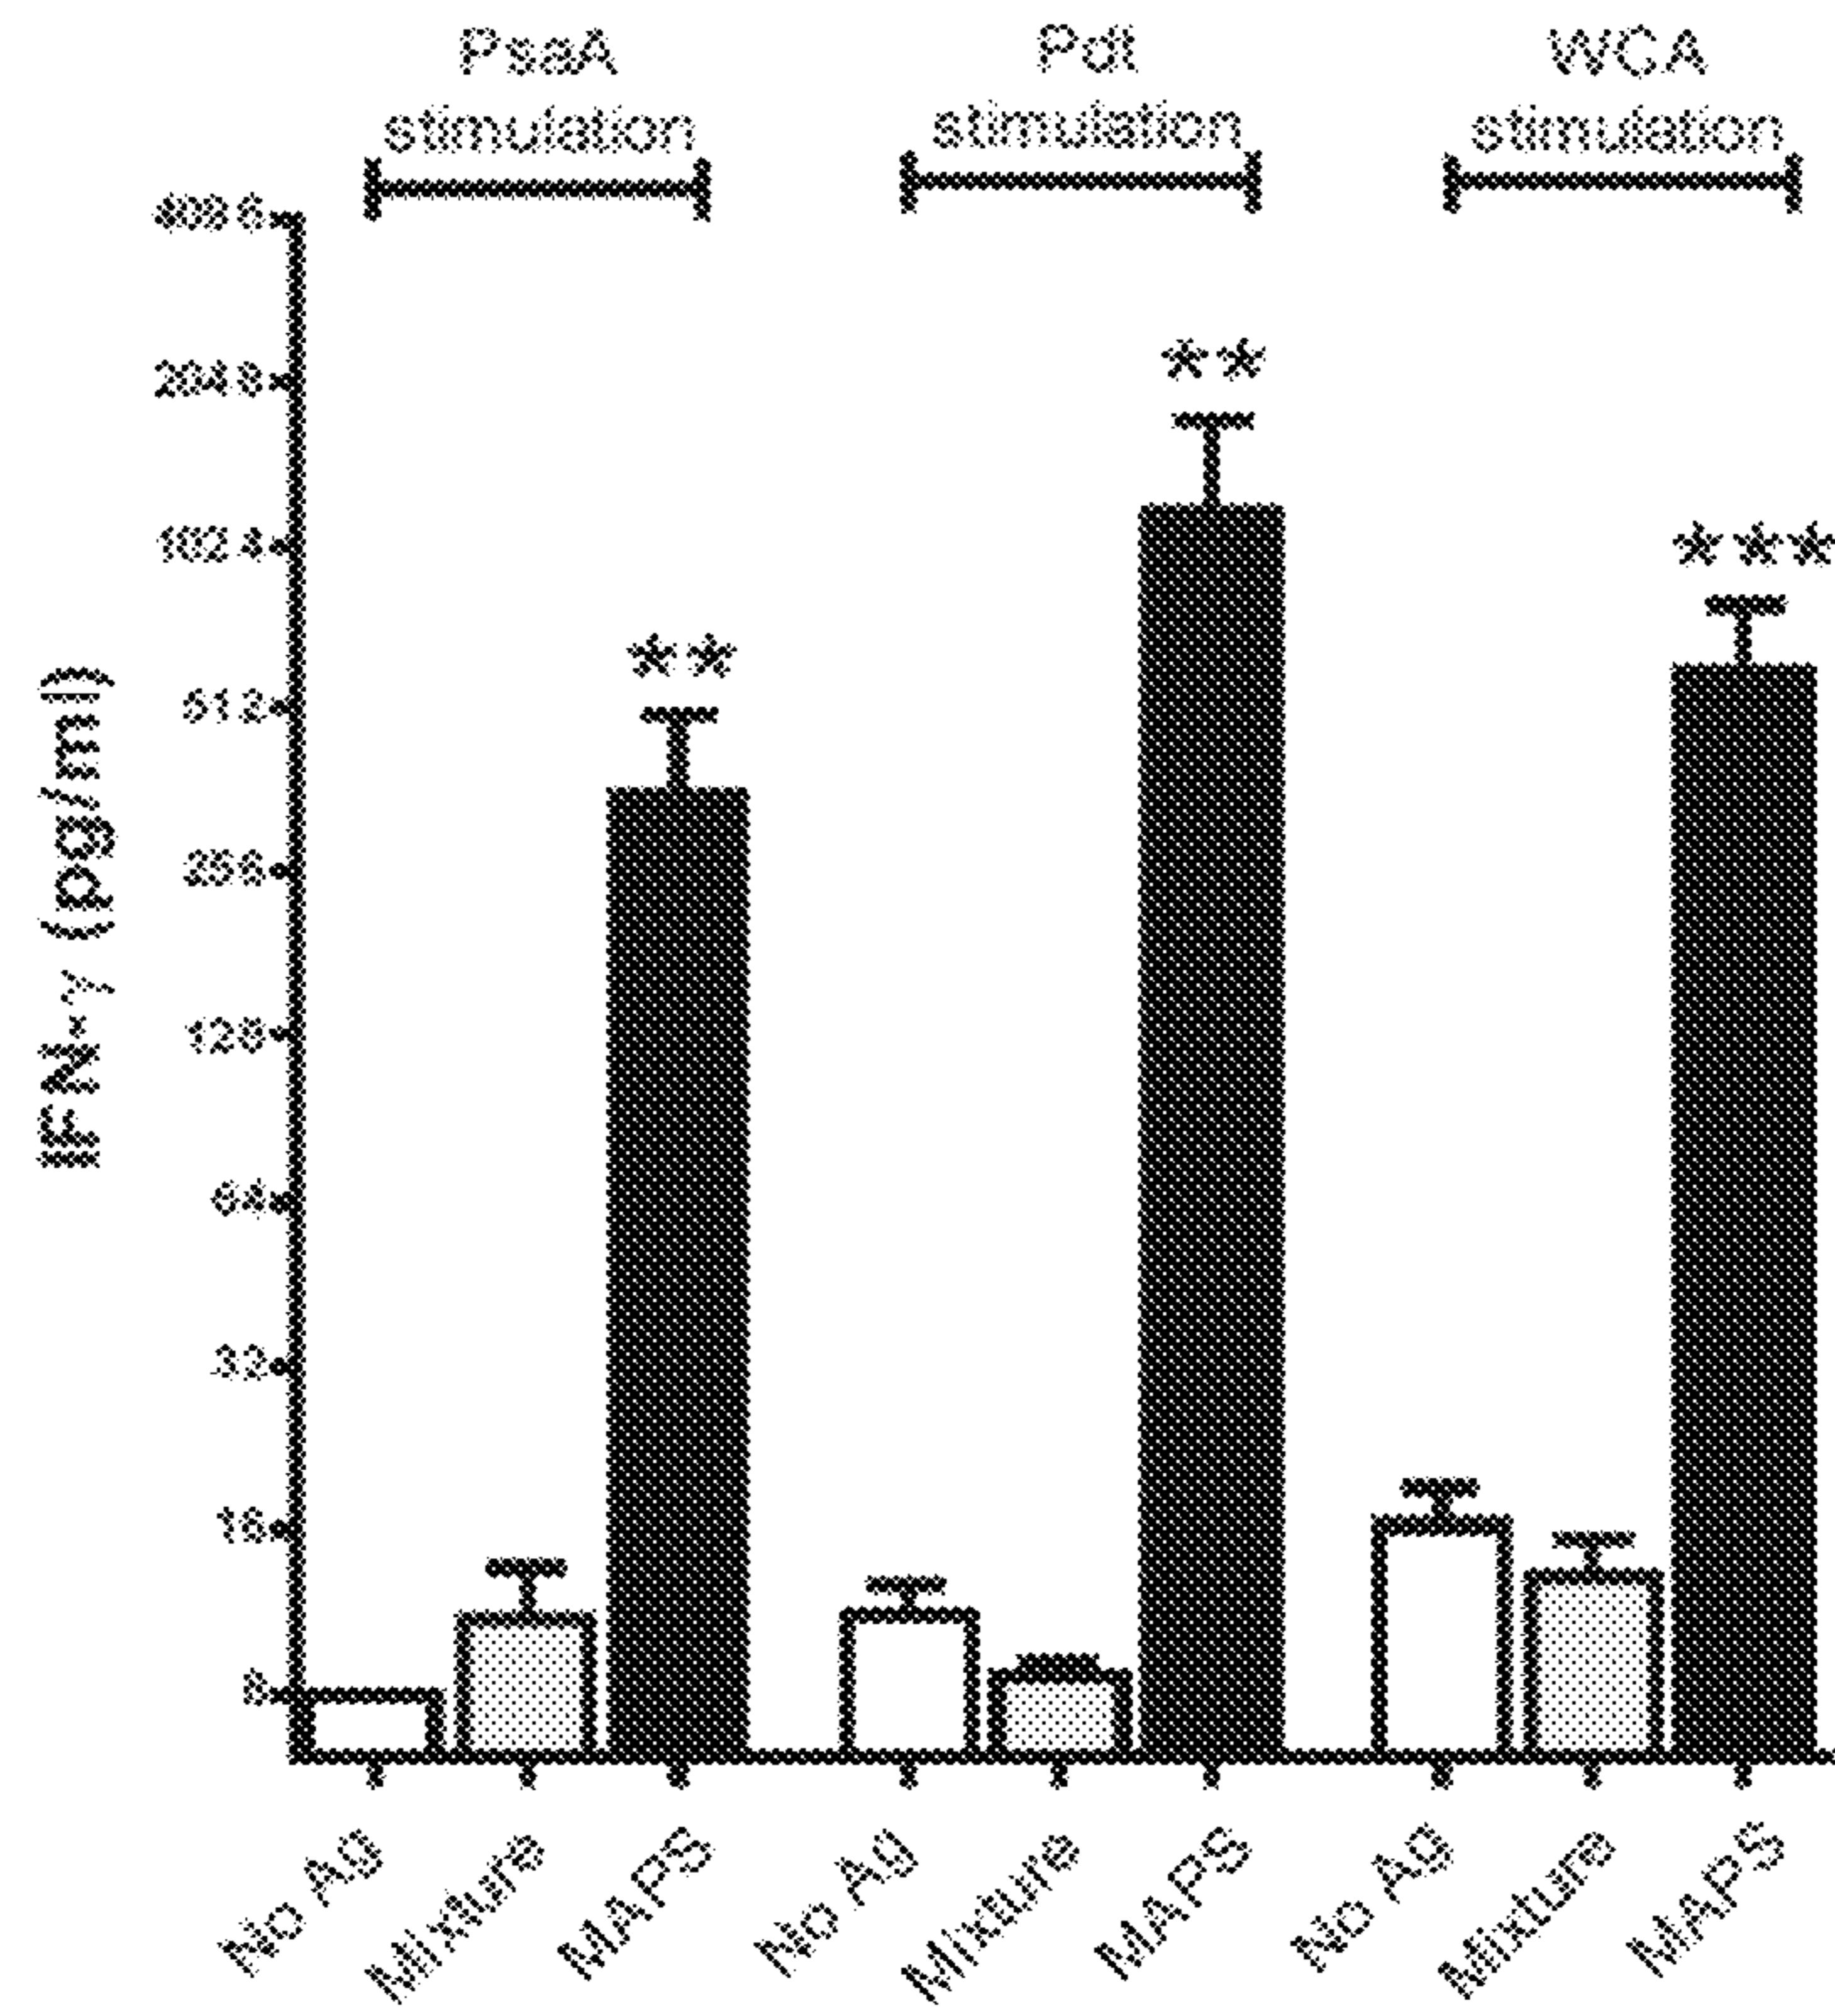 PsaA
stimulation
Pdt
stimulation
WCA
stimulation
4096
2048
1024
512
256
128
64
32
16
8
IFN-γ (pg/ml)
**
**
***
No Ag
Mixture
MAPS
No Ag
Mixture
MAPS
No Ag
Mixture
MAPS